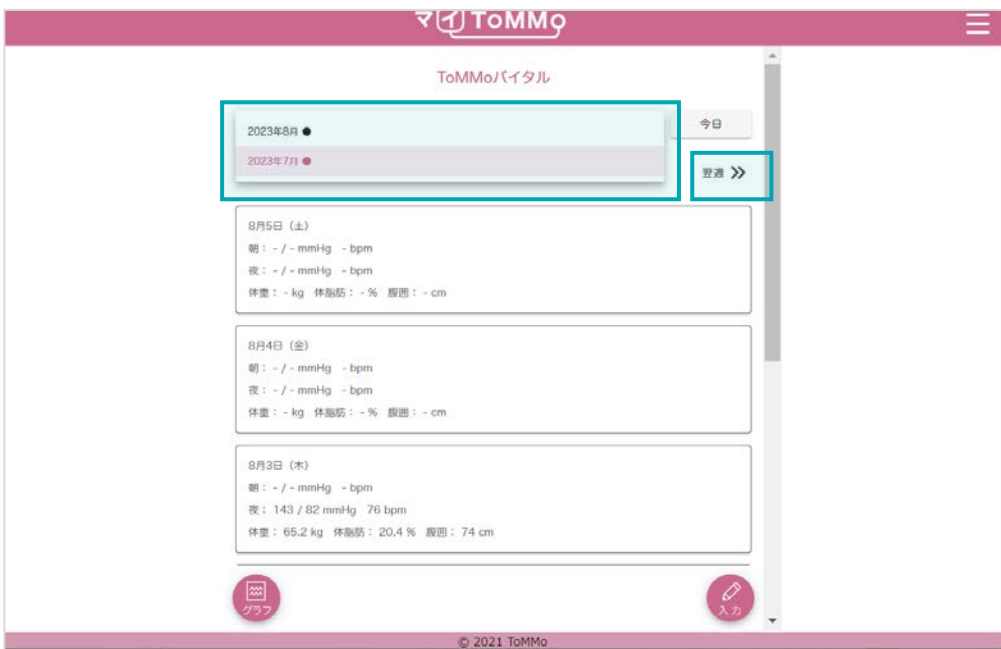 マイToMMo
ToMMoバイタル
2023年8月 ●
今日
2023年7月 ●
翌週 »
8月5日（土）
朝： - / - mmHg - bpm
夜： - / - mmHg - bpm
体重： - kg 体脂肪： - % 腹囲： - cm
8月4日（金）
朝： - / - mmHg - bpm
夜： - / - mmHg - bpm
体重： - kg 体脂肪： - % 腹囲： - cm
8月3日（木）
朝： - / - mmHg - bpm
夜： 143 / 82 mmHg 76 bpm
体重： 65.2 kg 体脂肪： 20.4 % 腹囲： 74 cm
グラフ
入力
© 2021 ToMMo